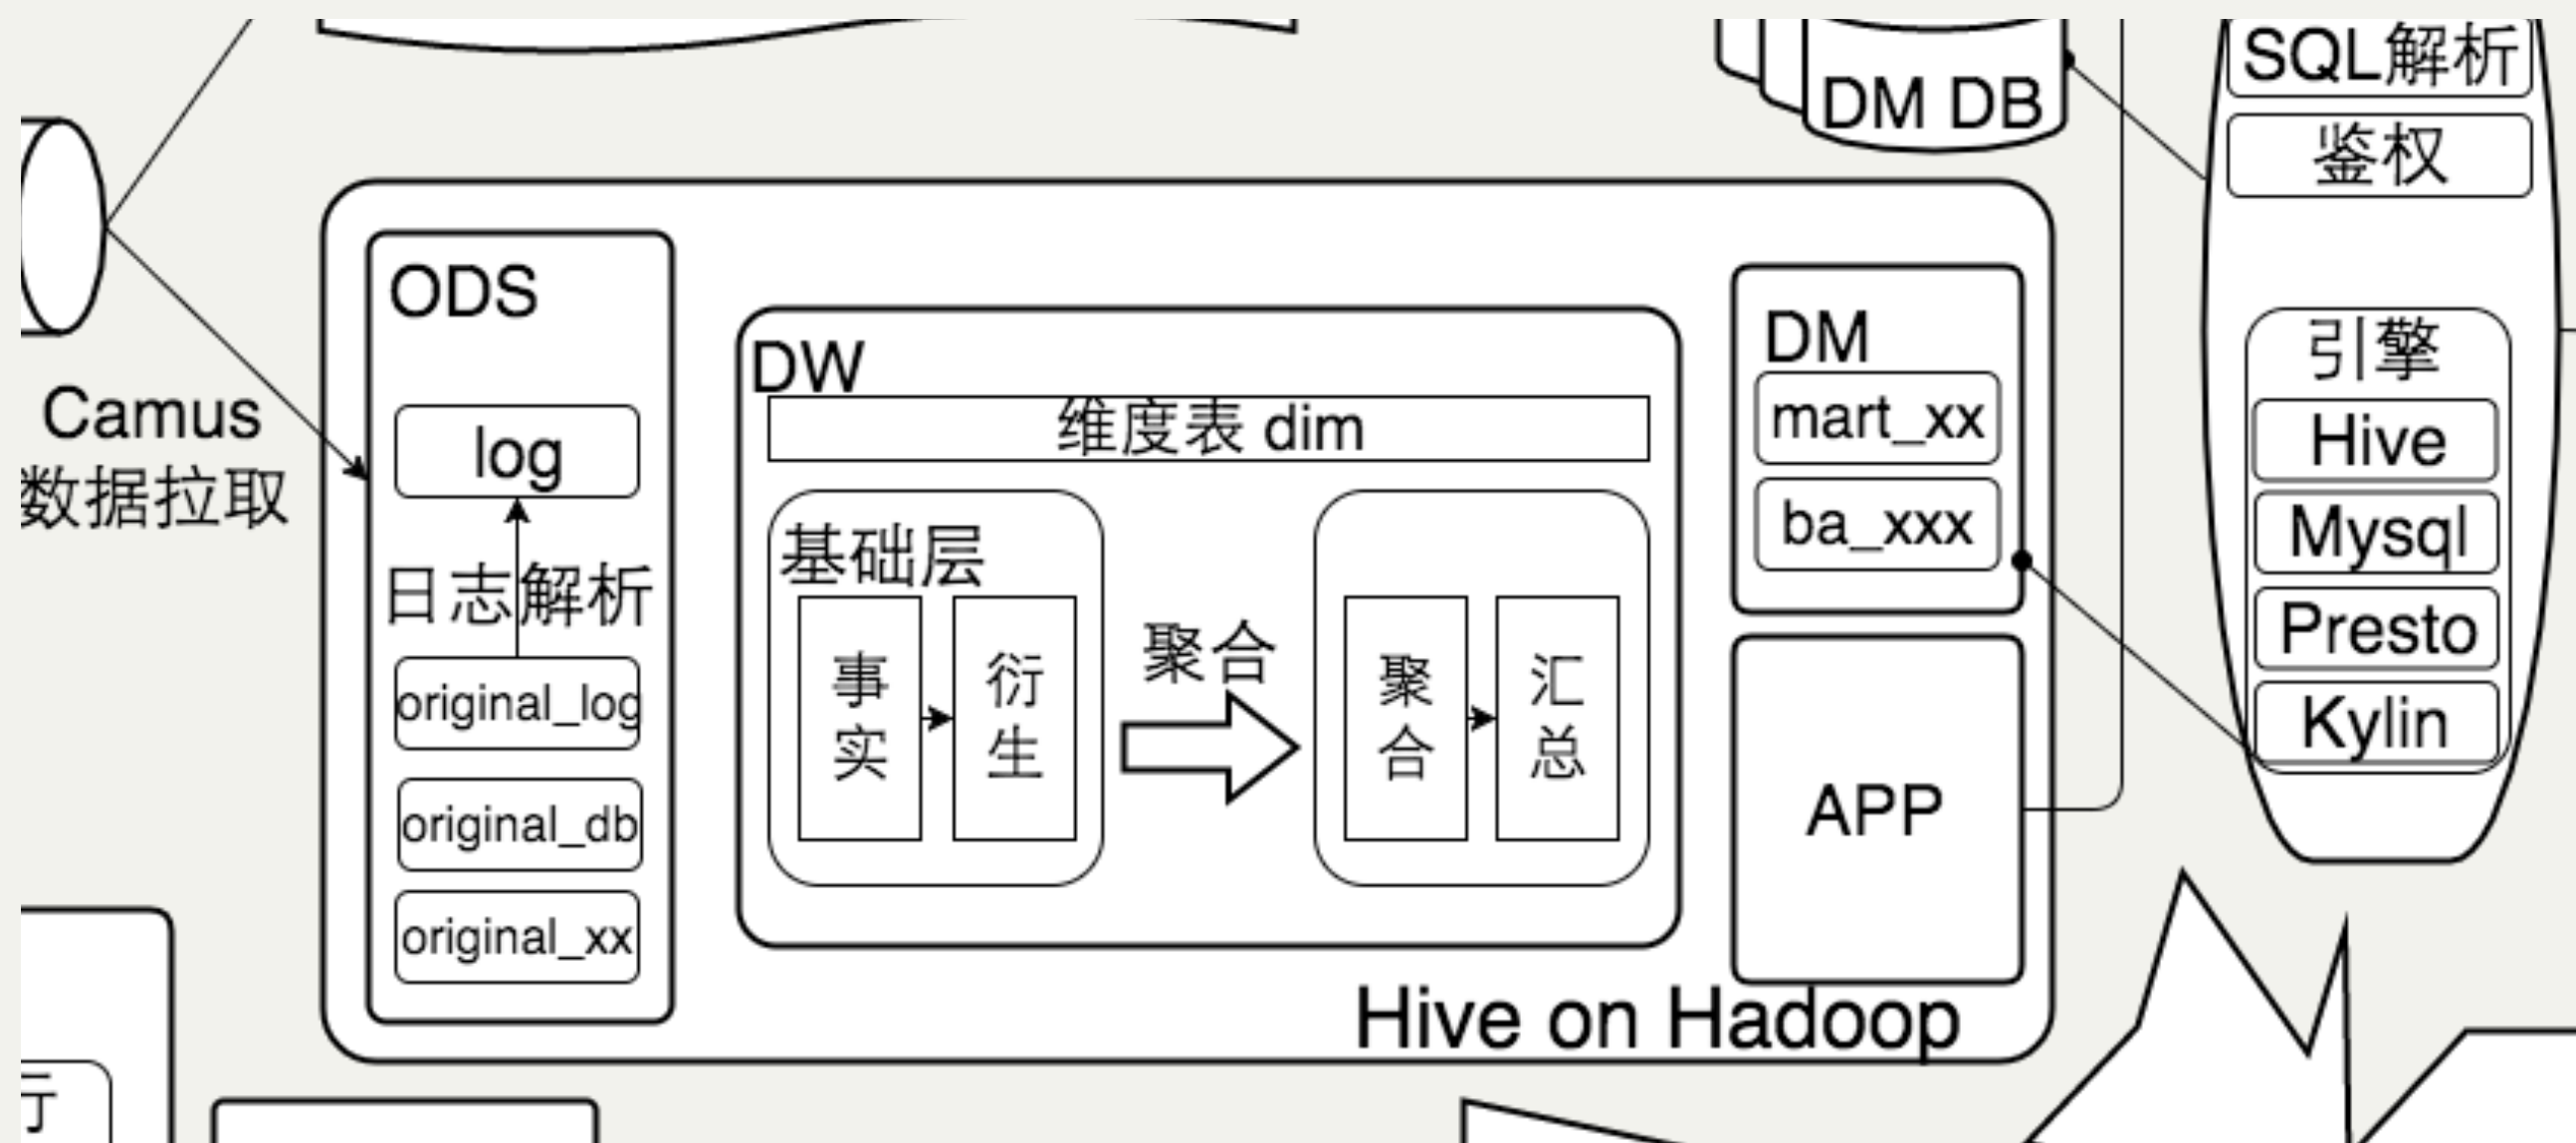 SQL解析
DM DB
鉴权
ODS
DM
引擎
DW
Camus
数据拉取
log
维度表 dim
mart_xx
Hive
ba_xxx
Mysql
基础层
日志解析
Presto
聚合
original_log
事实
衍生
聚合
汇总
Kylin
original_db
APP
original_xx
Hive on Hadoop